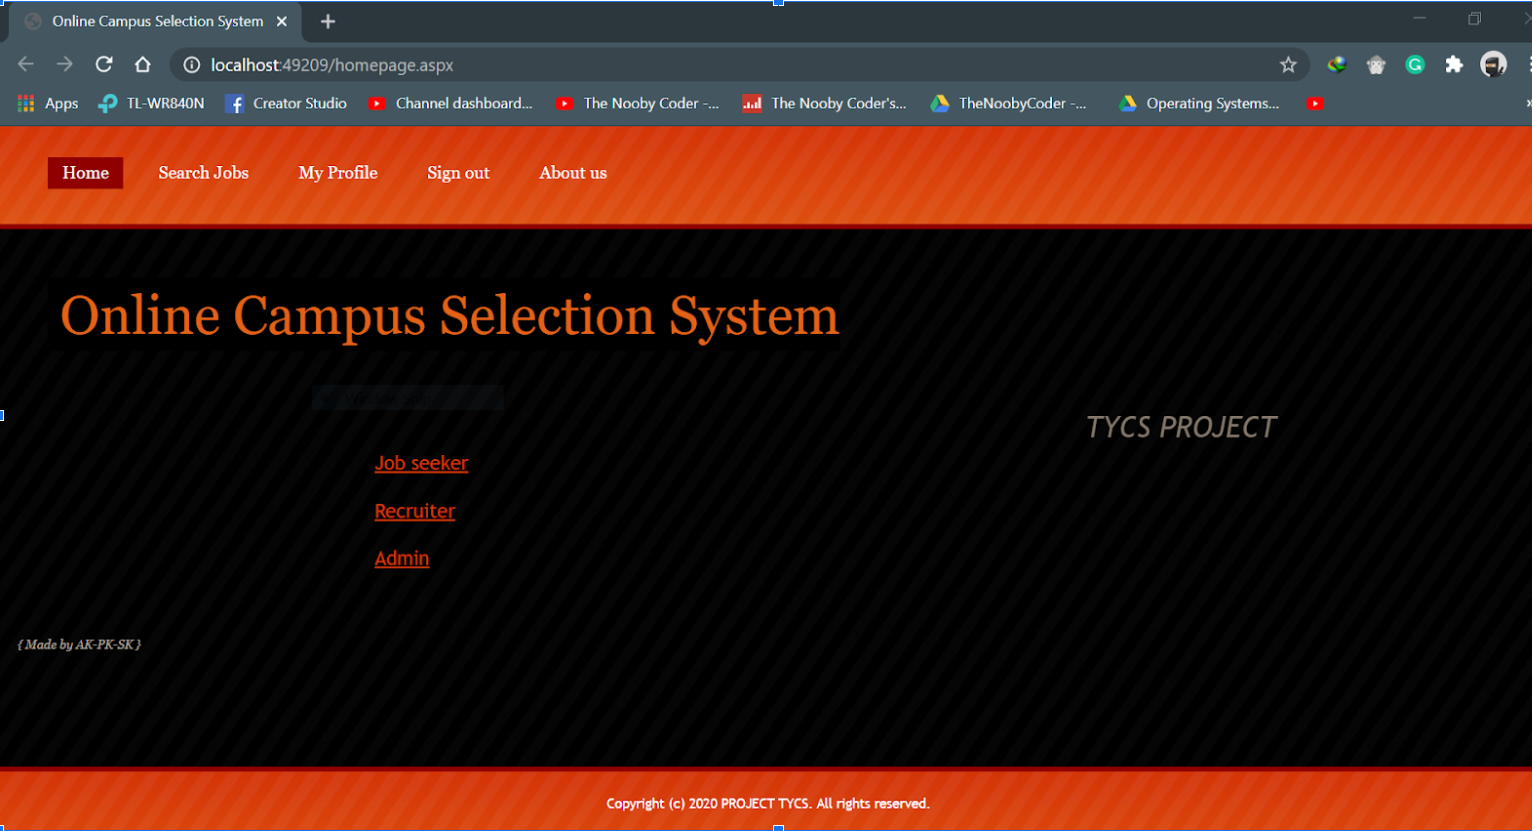 Online Campus Selection System
localhost:49209/homepage.aspx
Apps TL-WR840N Creator Studio Channel dashboard... The Nooby Coder -... The Nooby Coder's... TheNoobyCoder -... Operating Systems...
Home Search Jobs My Profile Sign out About us
Online Campus Selection System
TYCS PROJECT
Job seeker
Recruiter
Admin
{ Made by AK-PK-SK }
Copyright (c) 2020 PROJECT TYCS. All rights reserved.